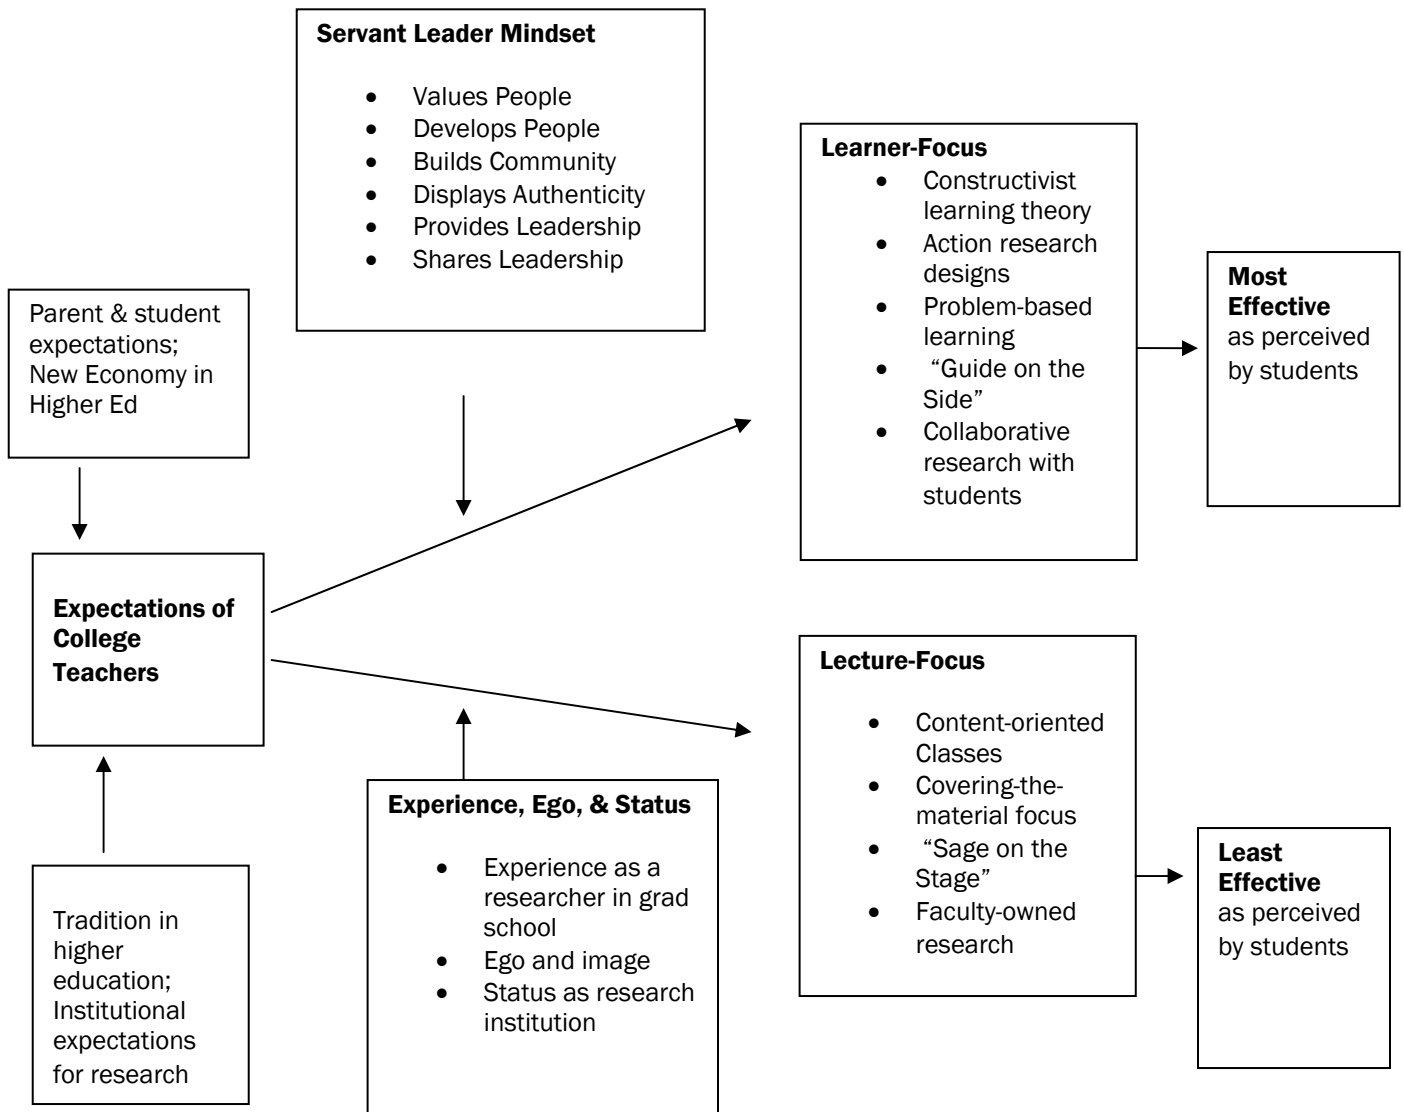 Servant Leader Mindset
• Values People
• Develops People
• Builds Community
• Displays Authenticity
• Provides Leadership
• Shares Leadership
Parent & student
expectations;
New Economy in
Higher Ed
Expectations of
College
Teachers
Tradition in
higher
education;
Institutional
expectations
for research
Experience, Ego, & Status
• Experience as a
researcher in grad
school
• Ego and image
• Status as research
institution
Learner-Focus
• Constructivist
learning theory
• Action research
designs
• Problem-based
learning
• “Guide on the
Side”
• Collaborative
research with
students
Most
Effective
as perceived
by students
Lecture-Focus
• Content-oriented
Classes
• Covering-the-
material focus
• “Sage on the
Stage”
• Faculty-owned
research
Least
Effective
as perceived
by students